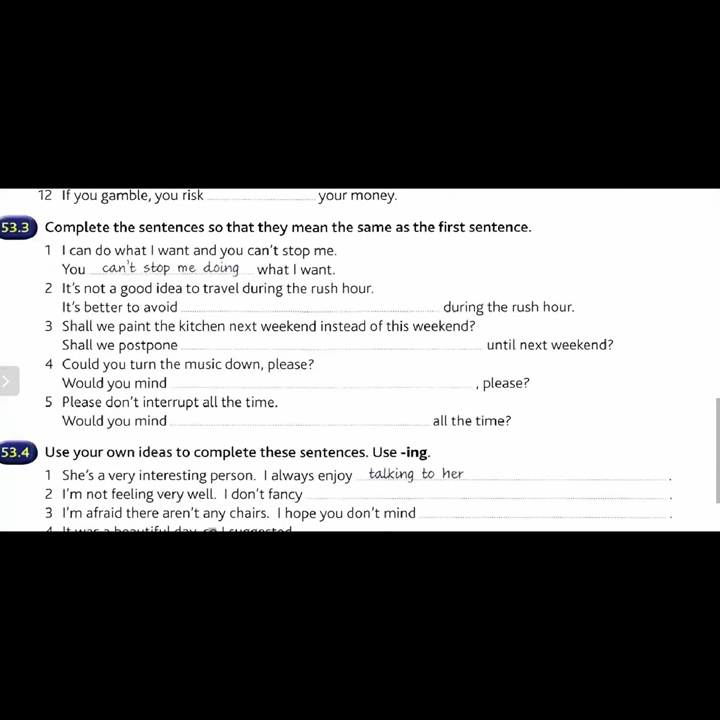 12 If you gamble, you risk .................... your money.
53.3 Complete the sentences so that they mean the same as the first sentence.
1 I can do what I want and you can't stop me.
You can't stop me doing what I want.
2 It's not a good idea to travel during the rush hour.
It's better to avoid .................... during the rush hour.
3 Shall we paint the kitchen next weekend instead of this weekend?
Shall we postpone .................... until next weekend?
4 Could you turn the music down, please?
Would you mind .................... , please?
5 Please don't interrupt all the time.
Would you mind .................... all the time?
53.4 Use your own ideas to complete these sentences. Use -ing.
1 She's a very interesting person. I always enjoy talking to her .
2 I'm not feeling very well. I don't fancy .................... .
3 I'm afraid there aren't any chairs. I hope you don't mind .................... .
4 It was a beautiful day, so I suggested